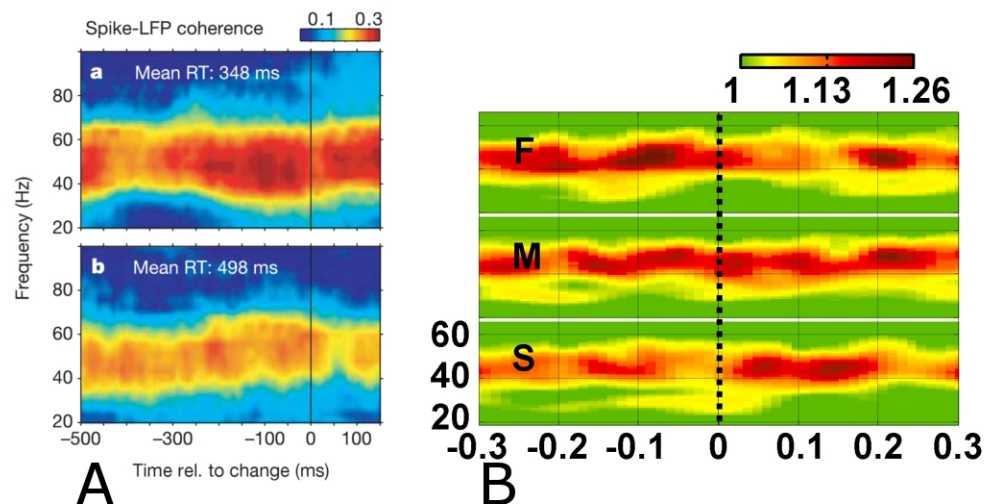 Spike-LFP coherence
0.1 0.3
a Mean RT: 348 ms
80
60
40
20
b Mean RT: 498 ms
80
60
40
20
Frequency (Hz)
−500 −300 −100 0 100
Time rel. to change (ms)
A
1 1.13 1.26
F
M
S
60
40
20
-0.3 -0.2 -0.1 0 0.1 0.2 0.3
B